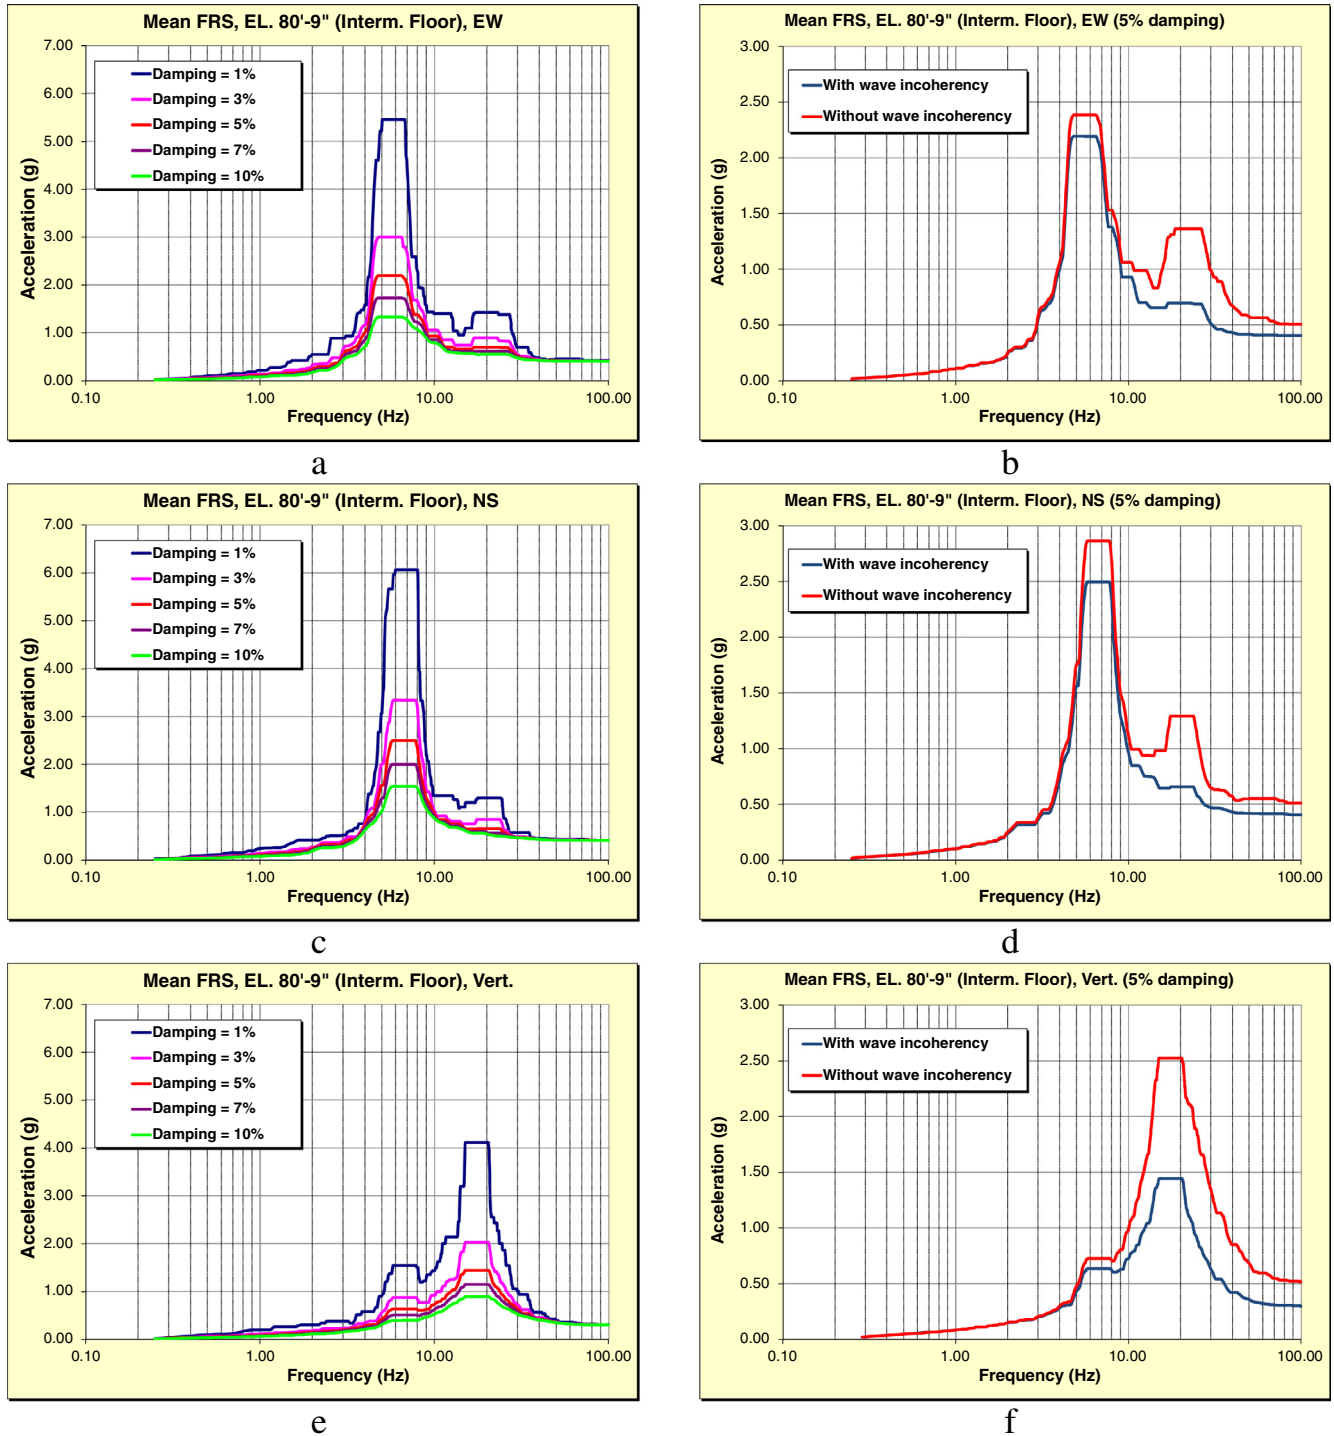 Mean FRS, EL. 80'-9" (Interm. Floor), EW
7.00
6.00
5.00
4.00
3.00
2.00
1.00
0.00
Acceleration (g)
Damping = 1%
Damping = 3%
Damping = 5%
Damping = 7%
Damping = 10%
0.10 1.00 10.00 100.00
Frequency (Hz)
a
Mean FRS, EL. 80'-9" (Interm. Floor), EW (5% damping)
3.00
2.50
2.00
1.50
1.00
0.50
0.00
Acceleration (g)
With wave incoherency
Without wave incoherency
0.10 1.00 10.00 100.00
Frequency (Hz)
b
Mean FRS, EL. 80'-9" (Interm. Floor), NS
7.00
6.00
5.00
4.00
3.00
2.00
1.00
0.00
Acceleration (g)
Damping = 1%
Damping = 3%
Damping = 5%
Damping = 7%
Damping = 10%
0.10 1.00 10.00 100.00
Frequency (Hz)
c
Mean FRS, EL. 80'-9" (Interm. Floor), NS (5% damping)
3.00
2.50
2.00
1.50
1.00
0.50
0.00
Acceleration (g)
With wave incoherency
Without wave incoherency
0.10 1.00 10.00 100.00
Frequency (Hz)
d
Mean FRS, EL. 80'-9" (Interm. Floor), Vert.
7.00
6.00
5.00
4.00
3.00
2.00
1.00
0.00
Acceleration (g)
Damping = 1%
Damping = 3%
Damping = 5%
Damping = 7%
Damping = 10%
0.10 1.00 10.00 100.00
Frequency (Hz)
e
Mean FRS, EL. 80'-9" (Interm. Floor), Vert. (5% damping)
3.00
2.50
2.00
1.50
1.00
0.50
0.00
Acceleration (g)
With wave incoherency
Without wave incoherency
0.10 1.00 10.00 100.00
Frequency (Hz)
f